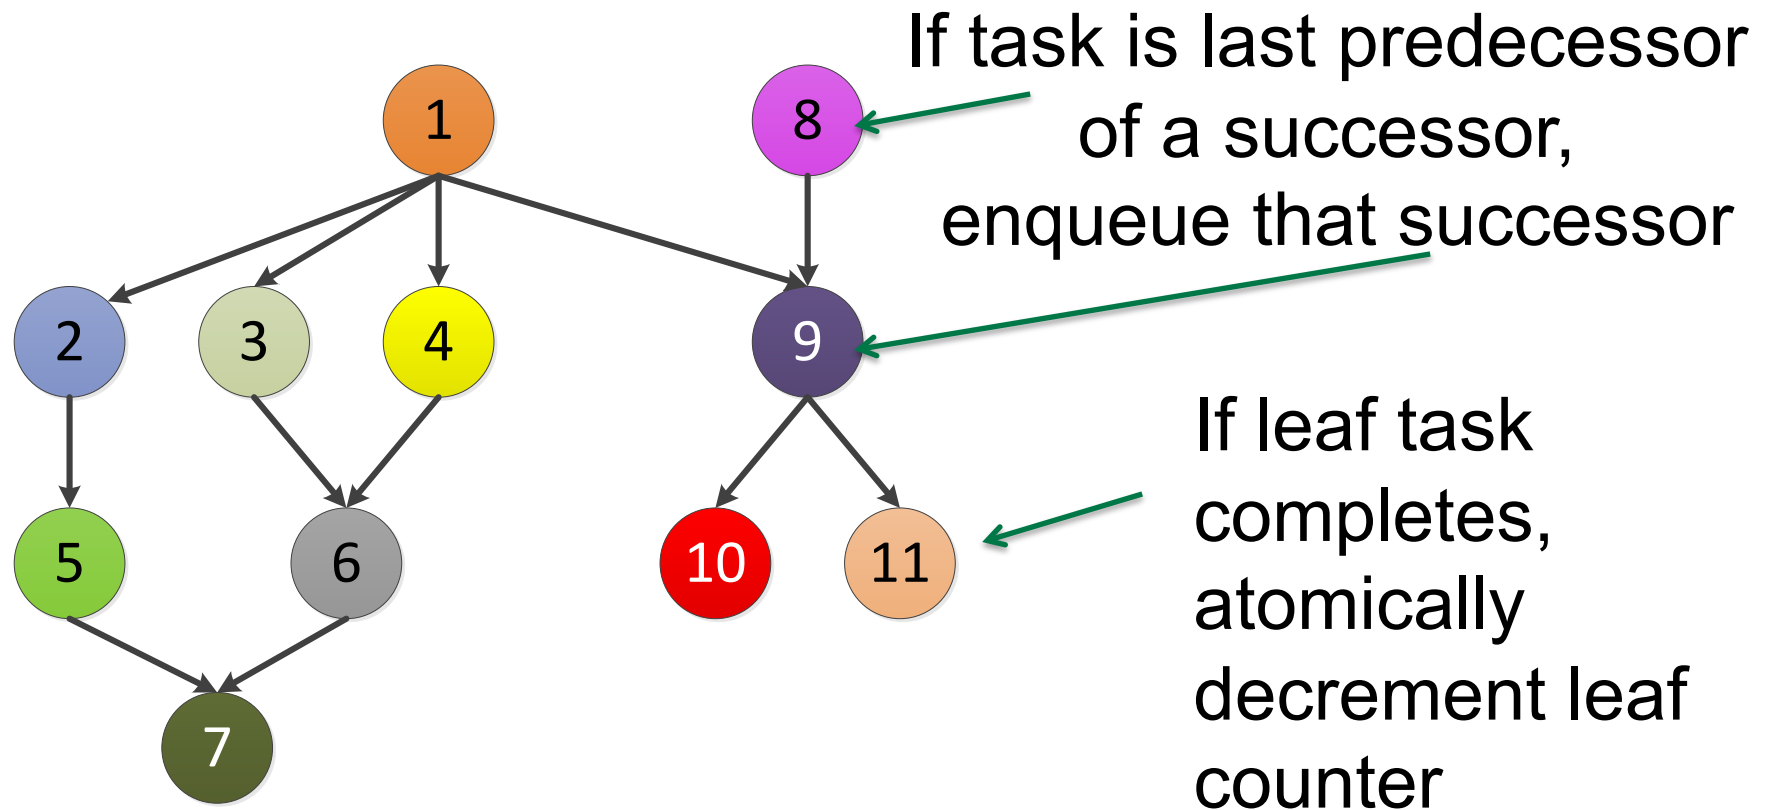 If task is last predecessor
of a successor,
enqueue that successor
1
8
2
3
4
9
If leaf task
completes,
atomically
decrement leaf
counter
5
6
10
11
7